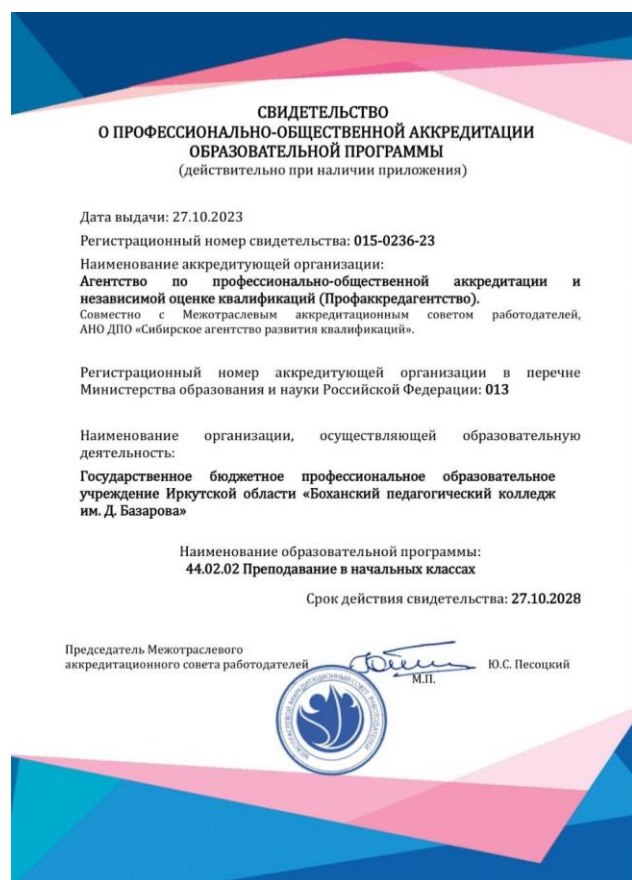 СВИДЕТЕЛЬСТВО
О ПРОФЕССИОНАЛЬНО-ОБЩЕСТВЕННОЙ АККРЕДИТАЦИИ
ОБРАЗОВАТЕЛЬНОЙ ПРОГРАММЫ
(действительно при наличии приложения)
Дата выдачи: 27.10.2023
Регистрационный номер свидетельства: 015-0236-23
Наименование аккредитующей организации:
Агентство по профессионально-общественной аккредитации и
независимой оценке квалификаций (Профаккредагентство).
Совместно с Межотраслевым аккредитационным советом работодателей,
АНО ДПО «Сибирское агентство развития квалификаций».
Регистрационный номер аккредитующей организации в перечне
Министерства образования и науки Российской Федерации: 013
Наименование организации, осуществляющей образовательную
деятельность:
Государственное бюджетное профессиональное образовательное
учреждение Иркутской области «Боханский педагогический колледж
им. Д. Базарова»
Наименование образовательной программы:
44.02.02 Преподавание в начальных классах
Срок действия свидетельства: 27.10.2028
Председатель Межотраслевого
аккредитационного совета работодателей
Ю.С. Песоцкий
М.П.
МЕЖОТРАСЛЕВОЙ АККРЕДИТАЦИОННЫЙ СОВЕТ РАБОТОДАТЕЛЕЙ